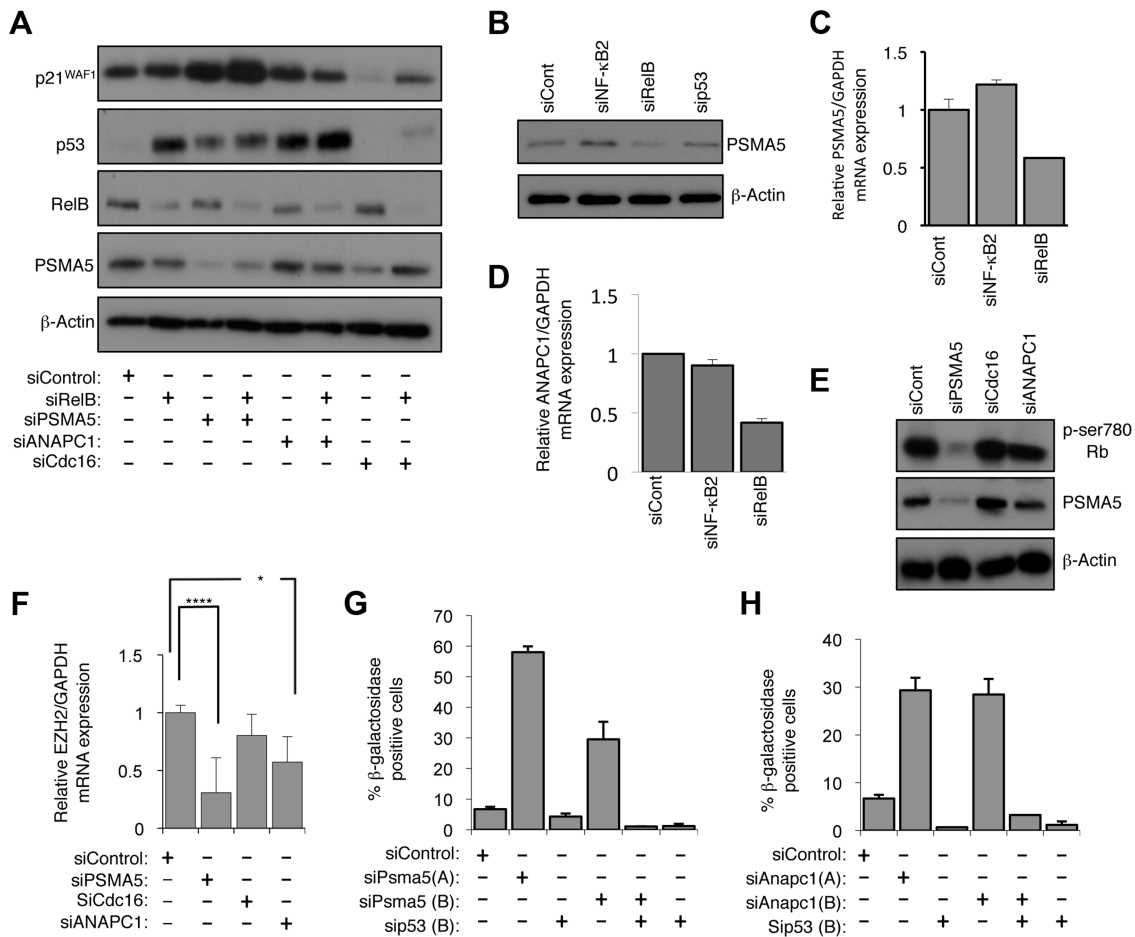 A
p21WAF1
p53
RelB
PSMA5
β-Actin
siControl: + – – – – – – –
siRelB: – + – + – + – +
siPSMA5: – – + + – – – –
siANAPC1: – – – – + + – –
siCdc16: – – – – – – + +
B
siCont
siNF-κB2
siRelB
sip53
PSMA5
β-Actin
C
Relative PSMA5/GAPDH
mRNA expression
1.5
1
0.5
0
siCont
siNF-κB2
siRelB
D
Relative ANAPC1/GAPDH
mRNA expression
1.5
1
0.5
0
siCont
siNF-κB2
siRelB
E
siCont
siPSMA5
siCdc16
siANAPC1
p-ser780
Rb
PSMA5
β-Actin
F
*
****
Relative EZH2/GAPDH
mRNA expression
1.5
1
0.5
0
siControl: + – – –
siPSMA5: – + – –
SiCdc16: – – + –
siANAPC1: – – – +
G
% β-galactosidase
positiive cells
70
60
50
40
30
20
10
0
siControl: + – – – – –
siPsma5(A): – + – – – –
siPsma5 (B): – – – + + –
sip53 (B): – – + – + +
H
% β-galactosidase
positive cells
40
30
20
10
0
siControl: + – – – – –
siAnapc1(A): – + – – – –
siAnapc1(B): – – – + + –
Sip53 (B): – – + – + +